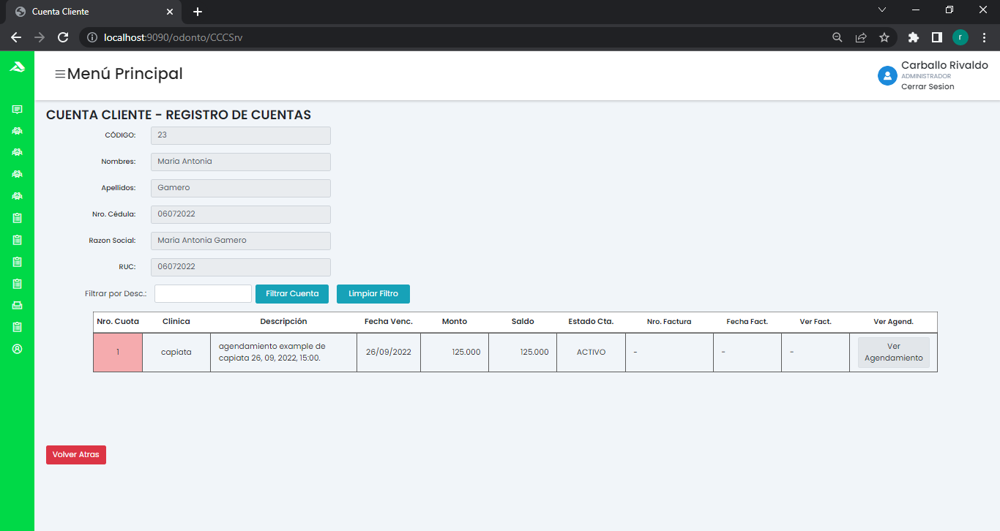 Cuenta Cliente
localhost:9090/odonto/CCCSrv
r
Menú Principal
Carballo Rivaldo
ADMINISTRADOR
Cerrar Sesion
CUENTA CLIENTE - REGISTRO DE CUENTAS
CÓDIGO: 23
Nombres: Maria Antonia
Apellidos: Gamero
Nro. Cédula: 06072022
Razon Social: Maria Antonia Gamero
RUC: 06072022
Filtrar por Desc.: Filtrar Cuenta Limpiar Filtro
Nro. Cuota Clinica Descripción Fecha Venc. Monto Saldo Estado Cta. Nro. Factura Fecha Fact. Ver Fact. Ver Agend.
1 capiata agendamiento example de capiata 26, 09, 2022, 15:00. 26/09/2022 125.000 125.000 ACTIVO - - - Ver Agendamiento
Volver Atras